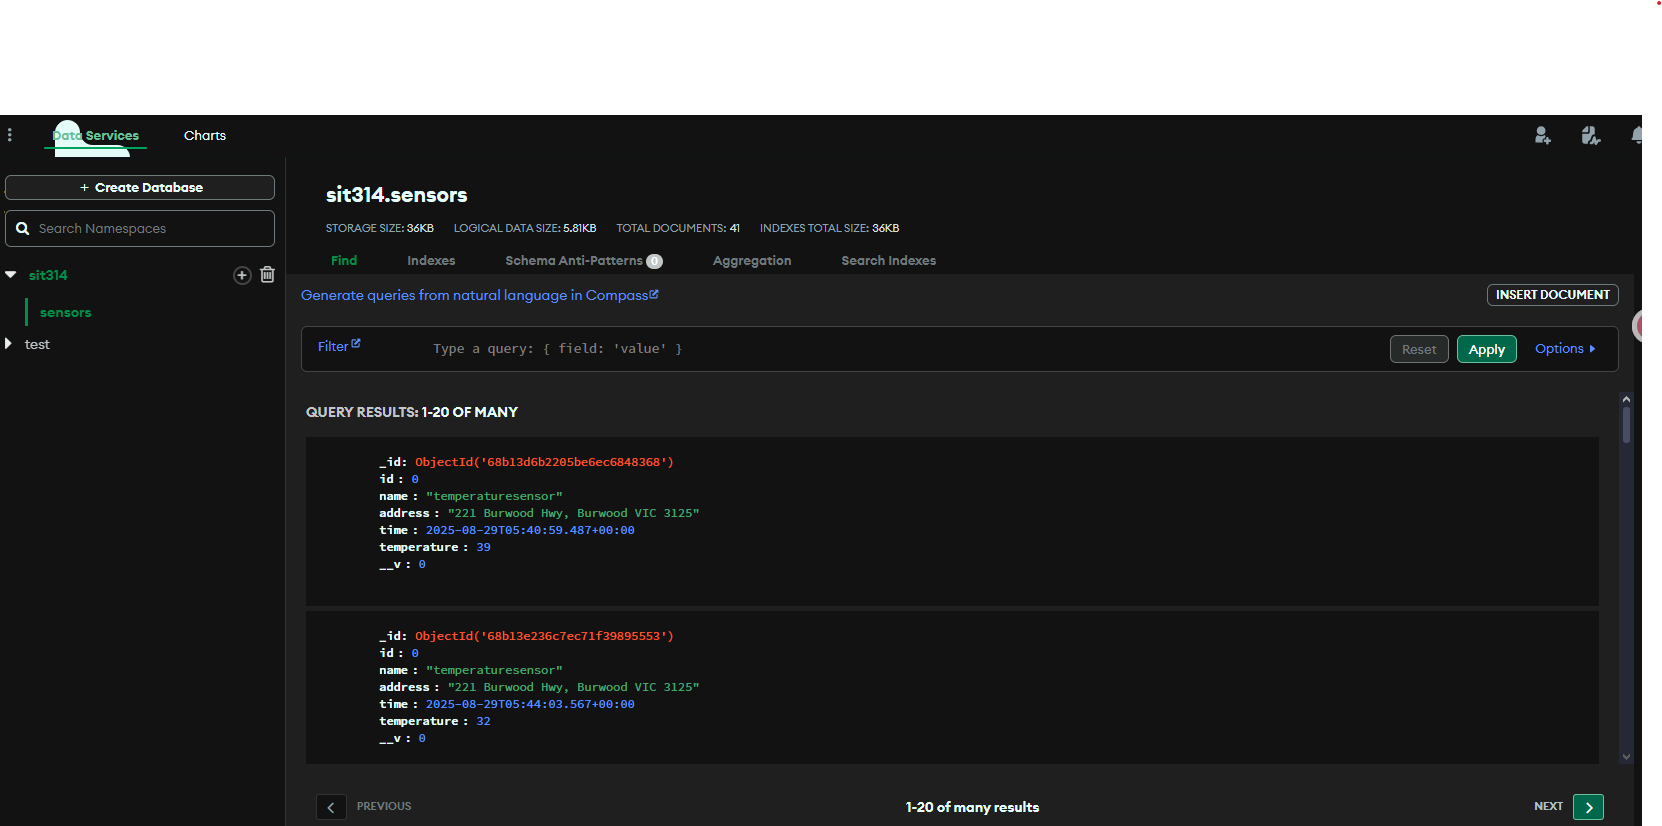 Data Services
Charts
+ Create Database
Search Namespaces
sit314
sensors
test
sit314.sensors
STORAGE SIZE: 36KB LOGICAL DATA SIZE: 5.81KB TOTAL DOCUMENTS: 41 INDEXES TOTAL SIZE: 36KB
Find Indexes Schema Anti-Patterns 0 Aggregation Search Indexes
Generate queries from natural language in Compass
INSERT DOCUMENT
Filter Type a query: { field: 'value' } Reset Apply Options
QUERY RESULTS: 1-20 OF MANY
_id: ObjectId('68b13d6b2205be6ec6848368')
id: 0
name: "temperaturesensor"
address: "221 Burwood Hwy, Burwood VIC 3125"
time: 2025-08-29T05:40:59.487+00:00
temperature: 39
__v: 0
_id: ObjectId('68b13e236c7ec71f39895553')
id: 0
name: "temperaturesensor"
address: "221 Burwood Hwy, Burwood VIC 3125"
time: 2025-08-29T05:44:03.567+00:00
temperature: 32
__v: 0
PREVIOUS 1-20 of many results NEXT